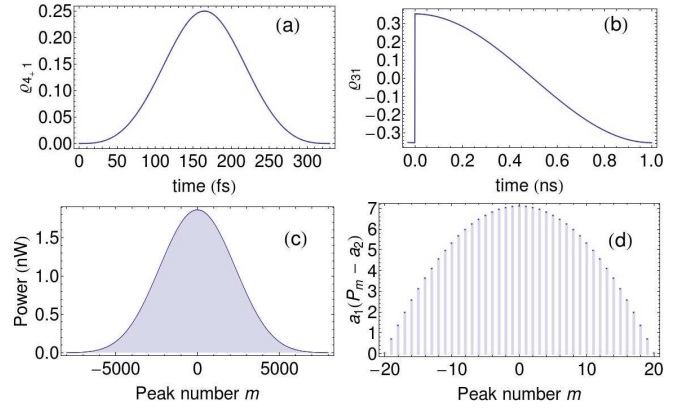 (a)
ϱ4+ 1
0.25
0.20
0.15
0.10
0.05
0.00
0 50 100 150 200 250 300
time (fs)
(b)
ϱ31
0.3
0.2
0.1
0.0
−0.1
−0.2
−0.3
0.0 0.2 0.4 0.6 0.8 1.0
time (ns)
(c)
Power (nW)
1.5
1.0
0.5
0.0
−5000 0 5000
Peak number m
(d)
a1(Pm − a2)
7
6
5
4
3
2
1
0
−20 −10 0 10 20
Peak number m